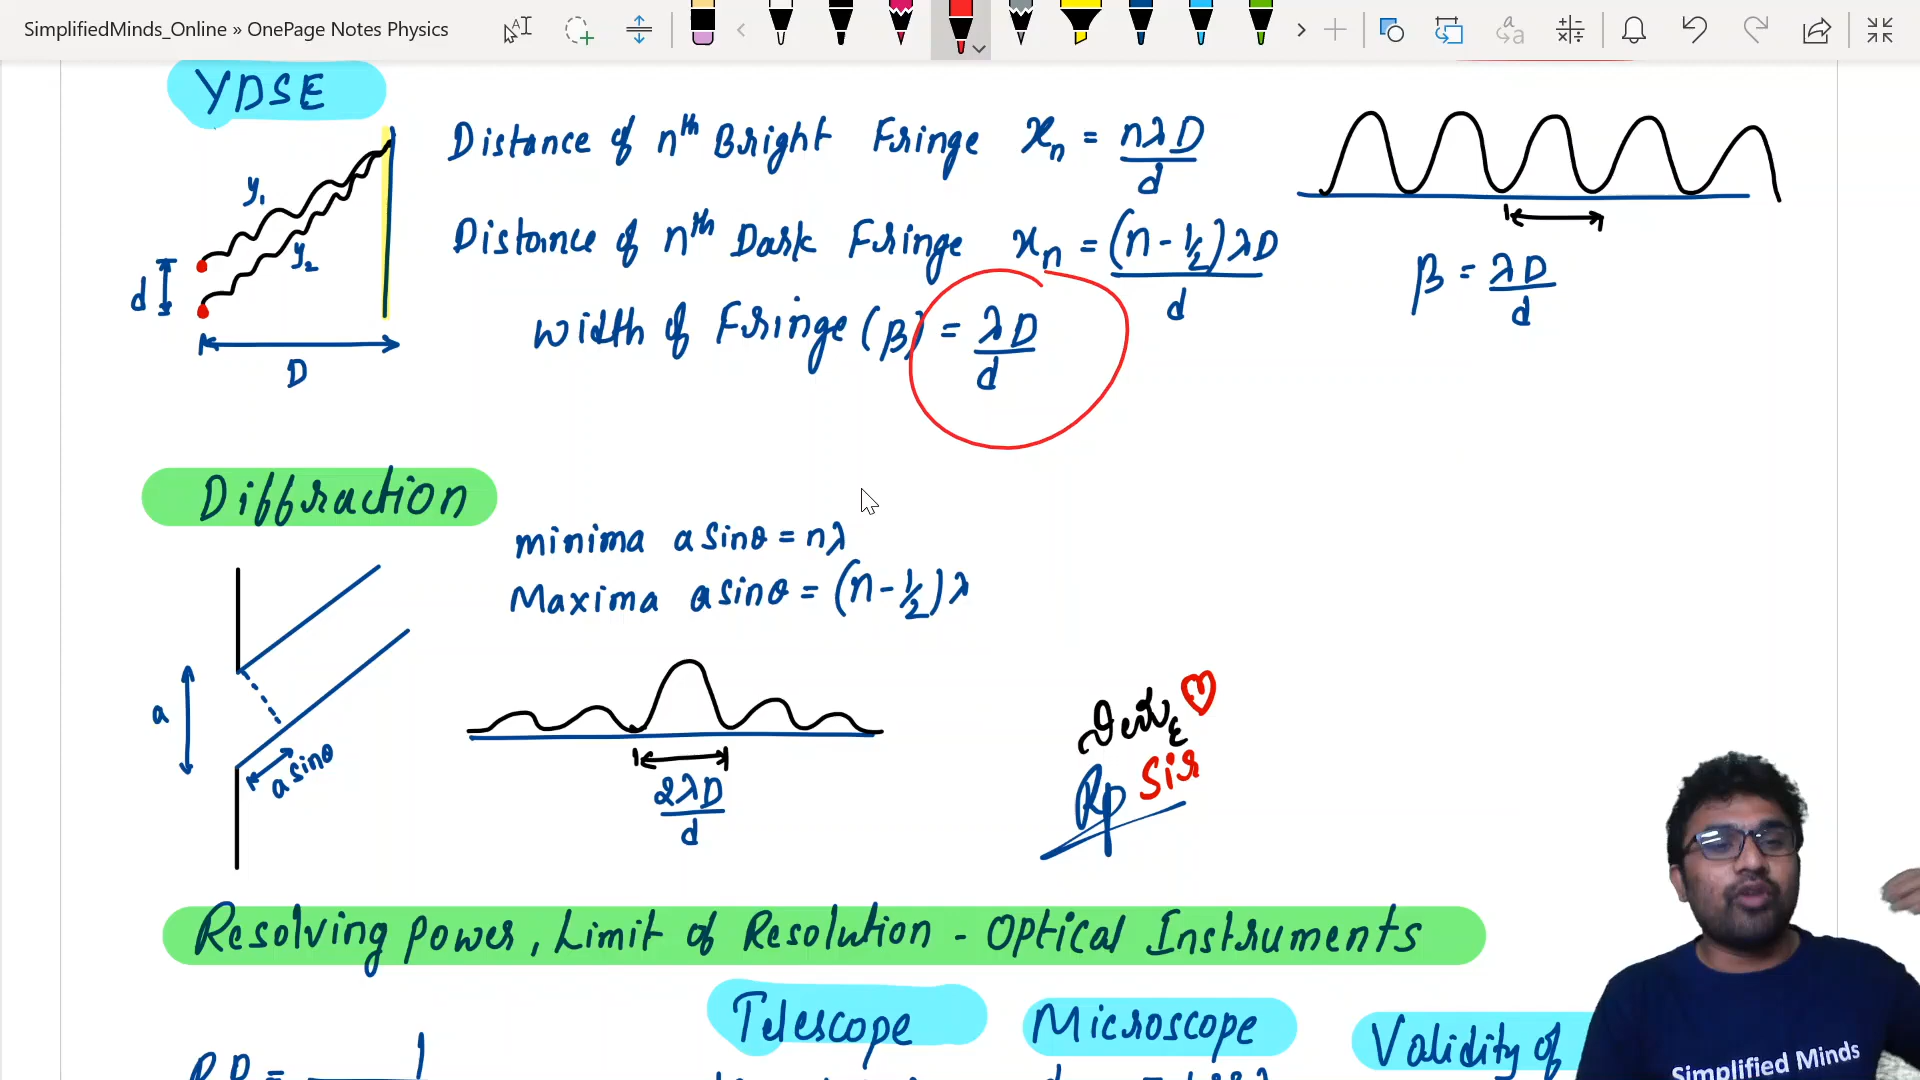 SimplifiedMinds_Online » OnePage Notes Physics
YDSE
y₁
y₂
d
D
Distance of nᵗʰ Bright Fringe xₙ = nλD/d
Distance of nᵗʰ Dark Fringe xₙ = (n-½)λD/d
Width of Fringe (β) = λD/d
β = λD/d
Diffraction
minima a sinθ = nλ
Maxima a sinθ = (n-½)λ
a
a sinθ
2λD/d
Rp Sir
Resolving power, Limit of Resolution - Optical Instruments
Telescope
Microscope
Validity of
Simplified Minds